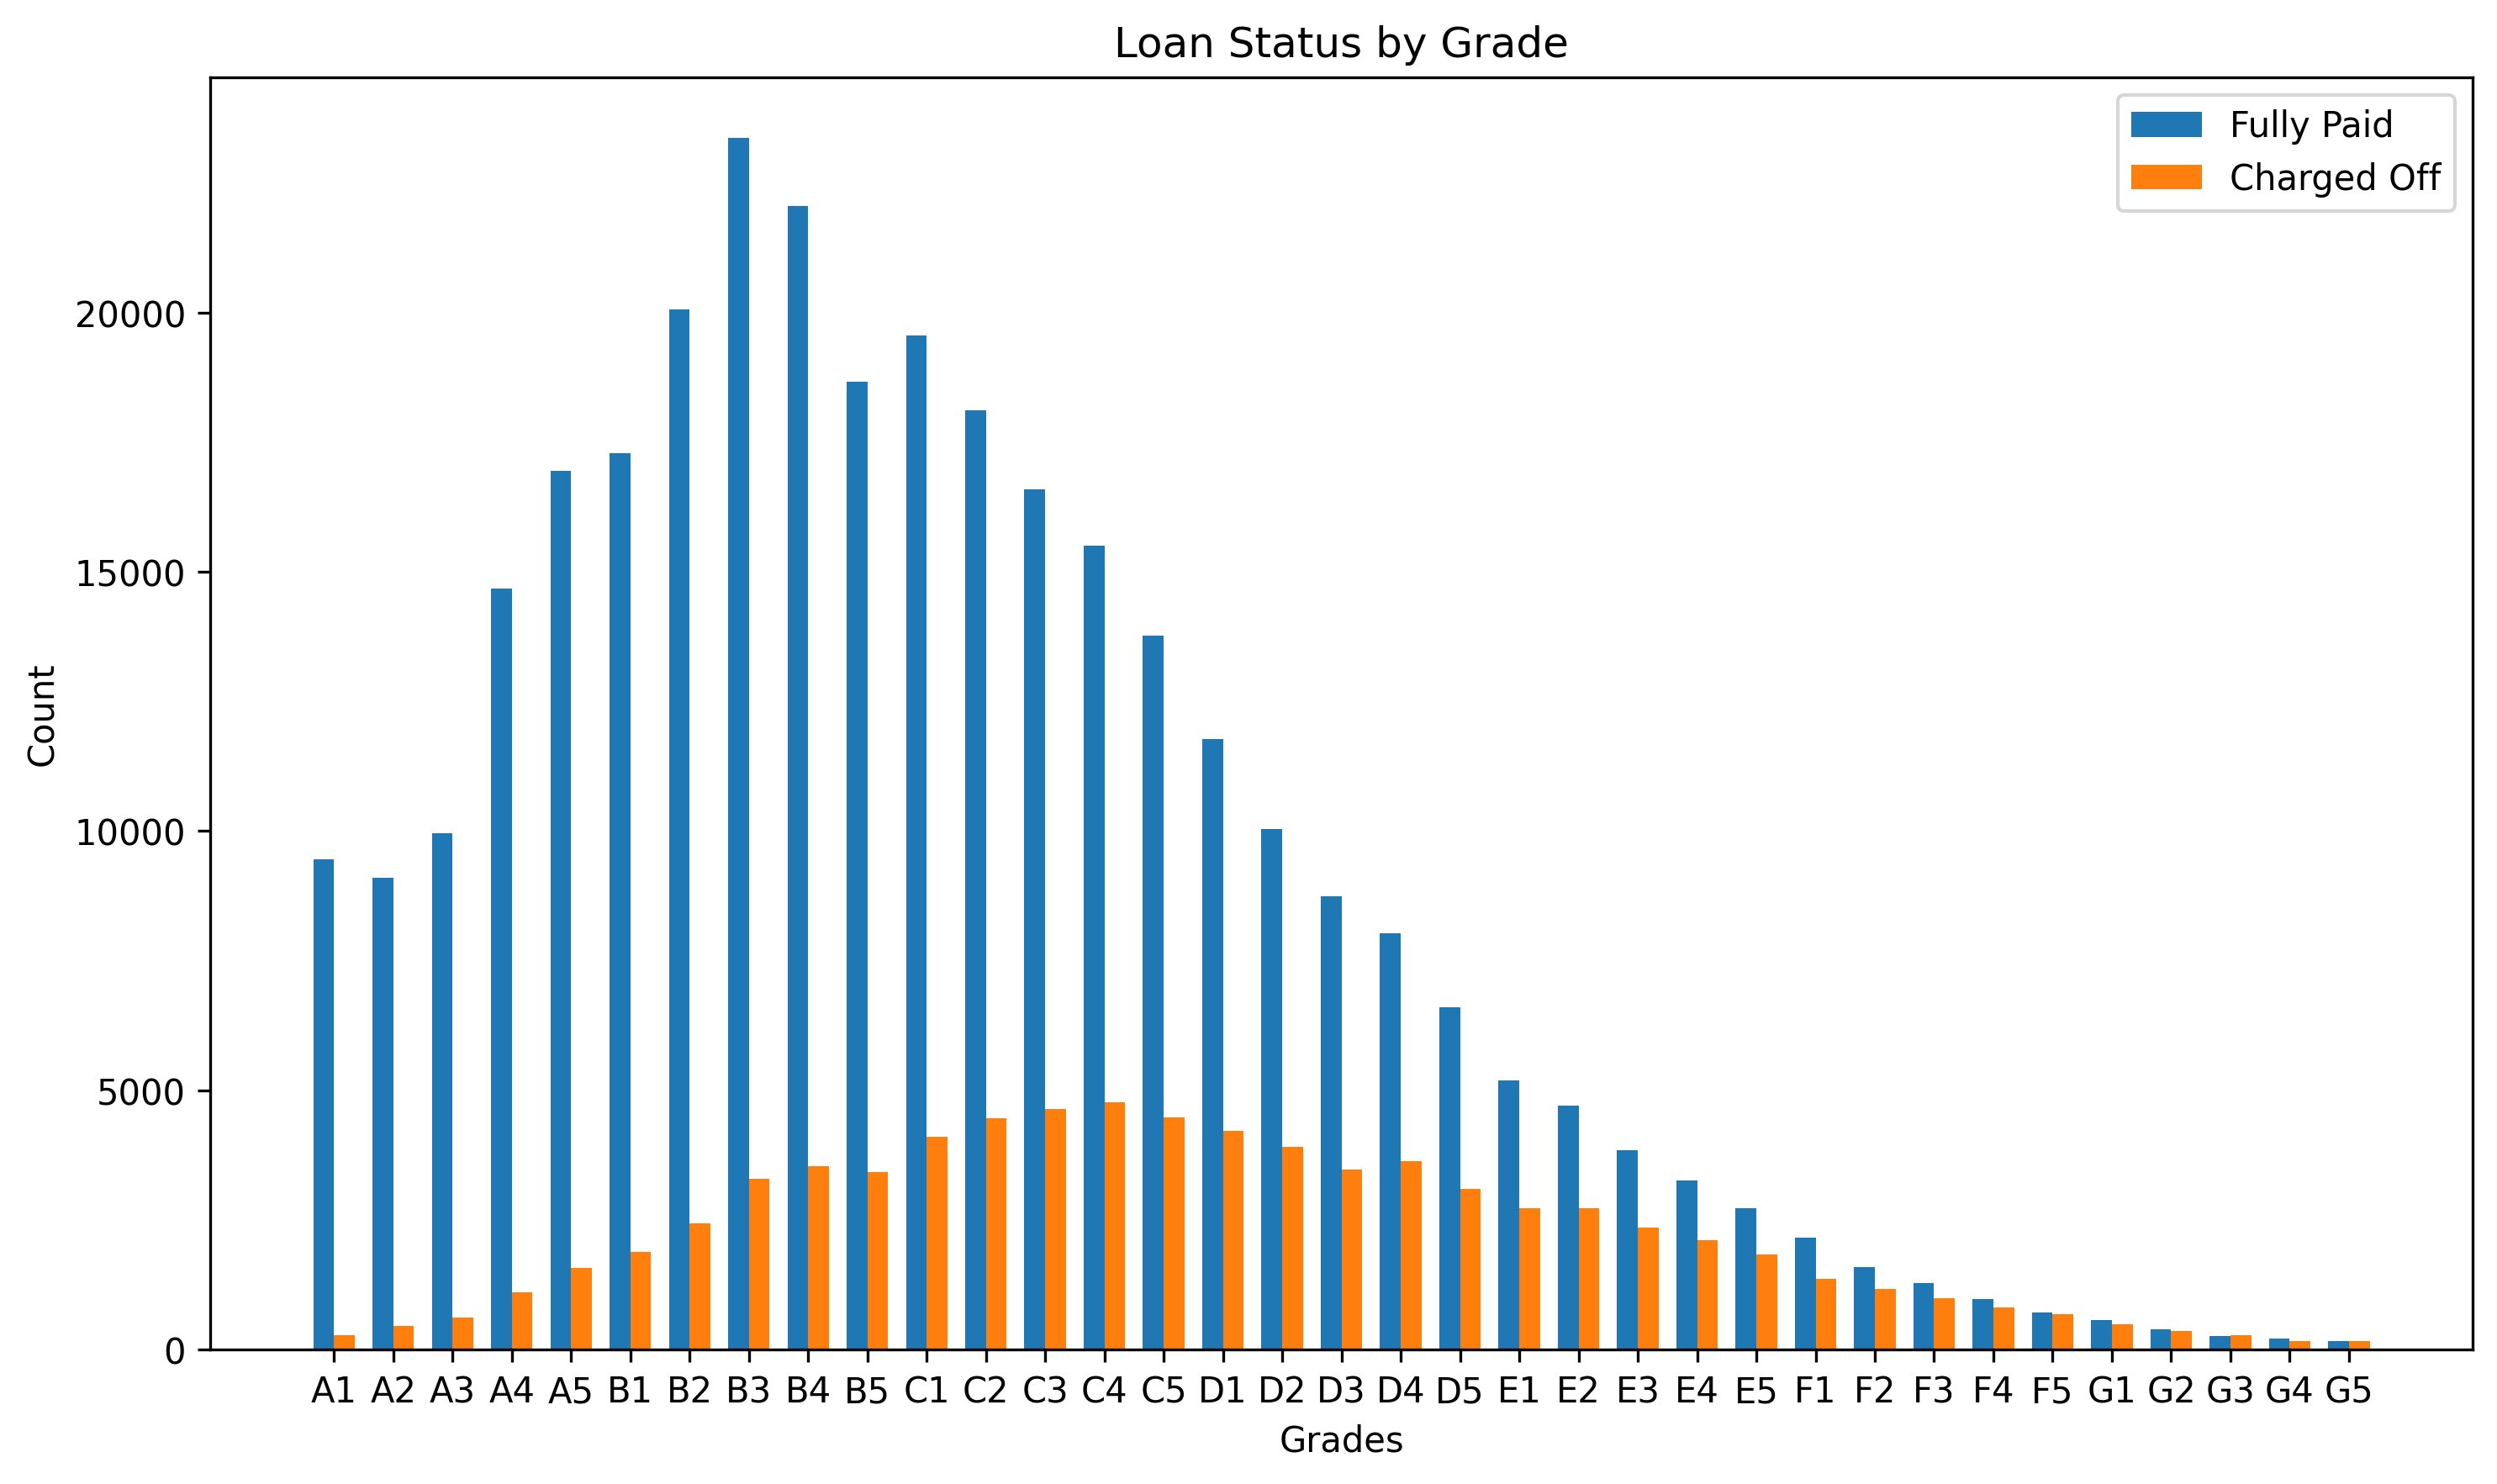 Loan Status by Grade
Fully Paid
Charged Off
Count
20000
15000
10000
5000
0
A1 A2 A3 A4 A5 B1 B2 B3 B4 B5 C1 C2 C3 C4 C5 D1 D2 D3 D4 D5 E1 E2 E3 E4 E5 F1 F2 F3 F4 F5 G1 G2 G3 G4 G5
Grades